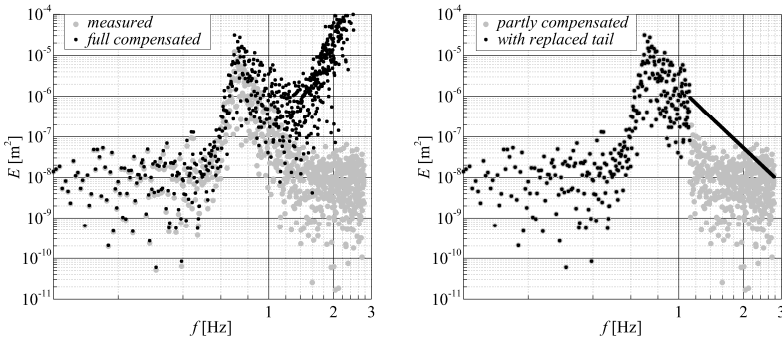 measured
full compensated
E [m²]
10⁻⁴
10⁻⁵
10⁻⁶
10⁻⁷
10⁻⁸
10⁻⁹
10⁻¹⁰
10⁻¹¹
1 2 3
f [Hz]
partly compensated
with replaced tail
E [m²]
10⁻⁴
10⁻⁵
10⁻⁶
10⁻⁷
10⁻⁸
10⁻⁹
10⁻¹⁰
10⁻¹¹
1 2 3
f [Hz]